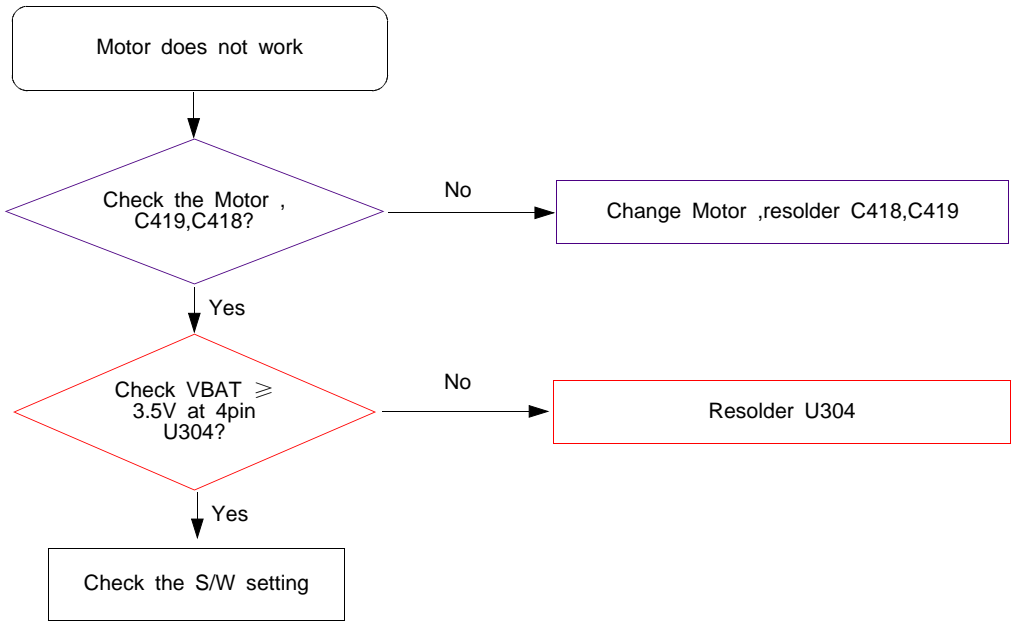 Motor does not work
Check the Motor ,
C419,C418?
No
Change Motor ,resolder C418,C419
Yes
Check VBAT ≥
3.5V at 4pin
U304?
No
Resolder U304
Yes
Check the S/W setting